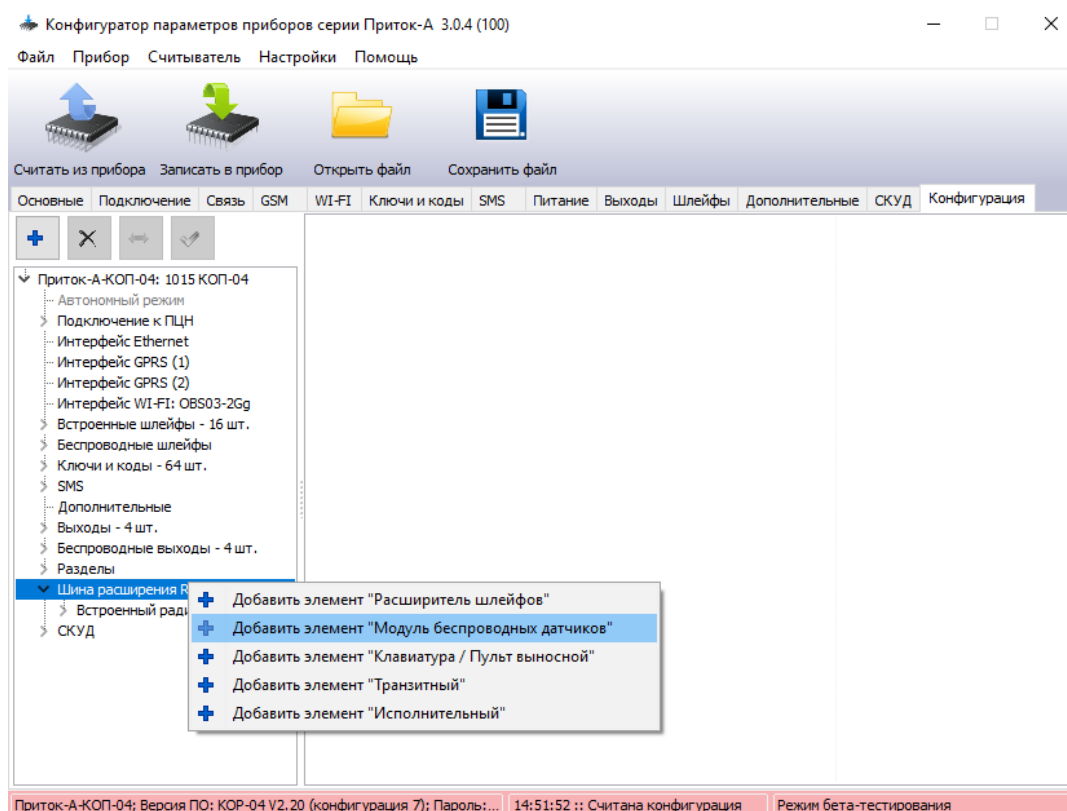 Конфигуратор параметров приборов серии Приток-А 3.0.4 (100)
Файл Прибор Считыватель Настройки Помощь
Считать из прибора Записать в прибор Открыть файл Сохранить файл
Основные Подключение Связь GSM WI-FI Ключи и коды SMS Питание Выходы Шлейфы Дополнительные СКУД Конфигурация
Приток-А-КОП-04: 1015 КОП-04
Автономный режим
Подключение к ПЦН
Интерфейс Ethernet
Интерфейс GPRS (1)
Интерфейс GPRS (2)
Интерфейс WI-FI: OBS03-2Gg
Встроенные шлейфы - 16 шт.
Беспроводные шлейфы
Ключи и коды - 64 шт.
SMS
Дополнительные
Выходы - 4 шт.
Беспроводные выходы - 4 шт.
Разделы
Шина расширения R
Встроенный ради
СКУД
Добавить элемент "Расширитель шлейфов"
Добавить элемент "Модуль беспроводных датчиков"
Добавить элемент "Клавиатура / Пульт выносной"
Добавить элемент "Транзитный"
Добавить элемент "Исполнительный"
Приток-А-КОП-04; Версия ПО: КОР-04 V2.20 (конфигурация 7); Пароль:... 14:51:52 :: Считана конфигурация Режим бета-тестирования